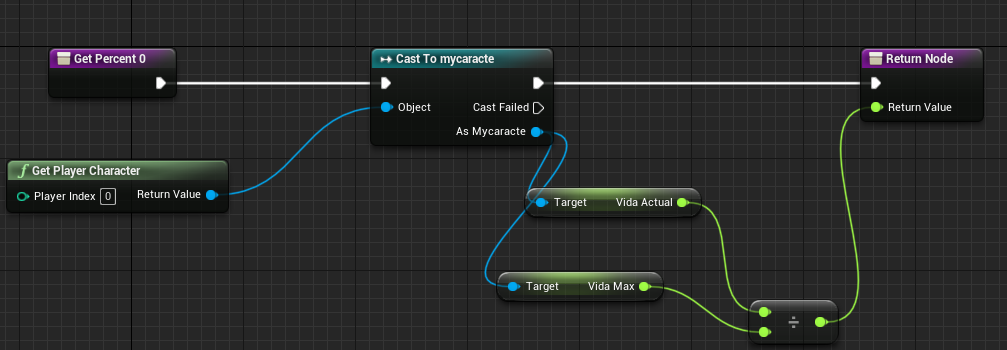 Get Percent 0
Cast To mycaracte
Return Node
Object
Cast Failed
Return Value
As Mycaracte
Get Player Character
Player Index 0
Return Value
Target Vida Actual
Target Vida Max
÷